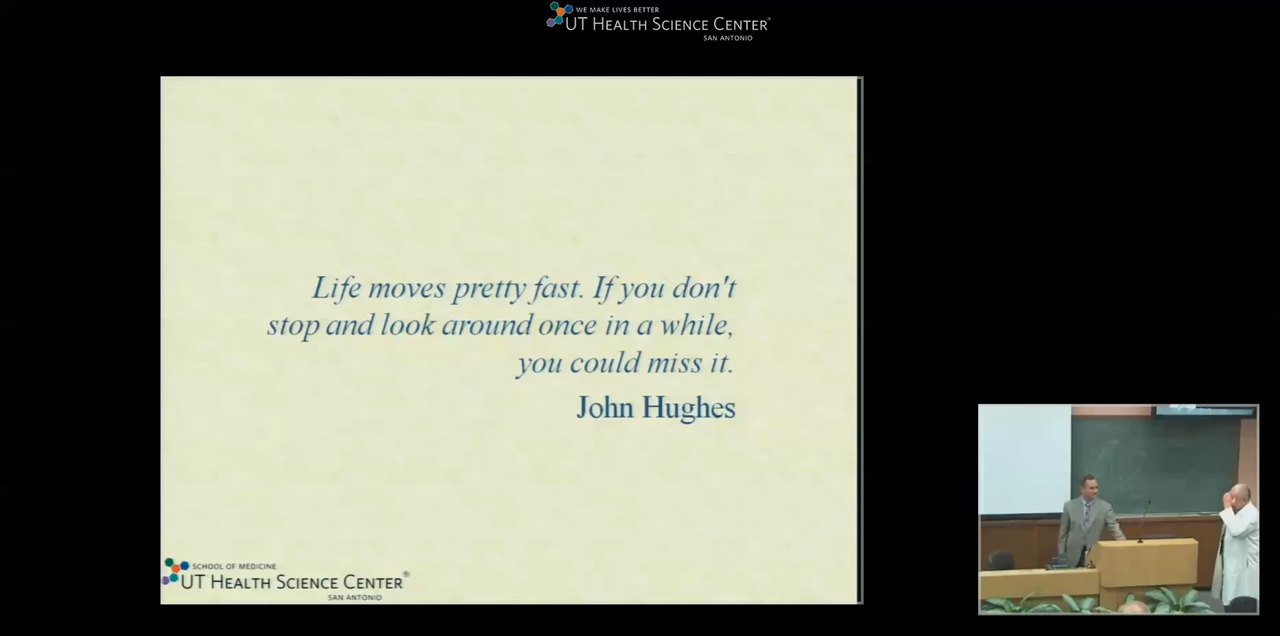 WE MAKE LIVES BETTER
UT HEALTH SCIENCE CENTER®
SAN ANTONIO
Life moves pretty fast. If you don't
stop and look around once in a while,
you could miss it.
John Hughes
SCHOOL OF MEDICINE
UT HEALTH SCIENCE CENTER®
SAN ANTONIO